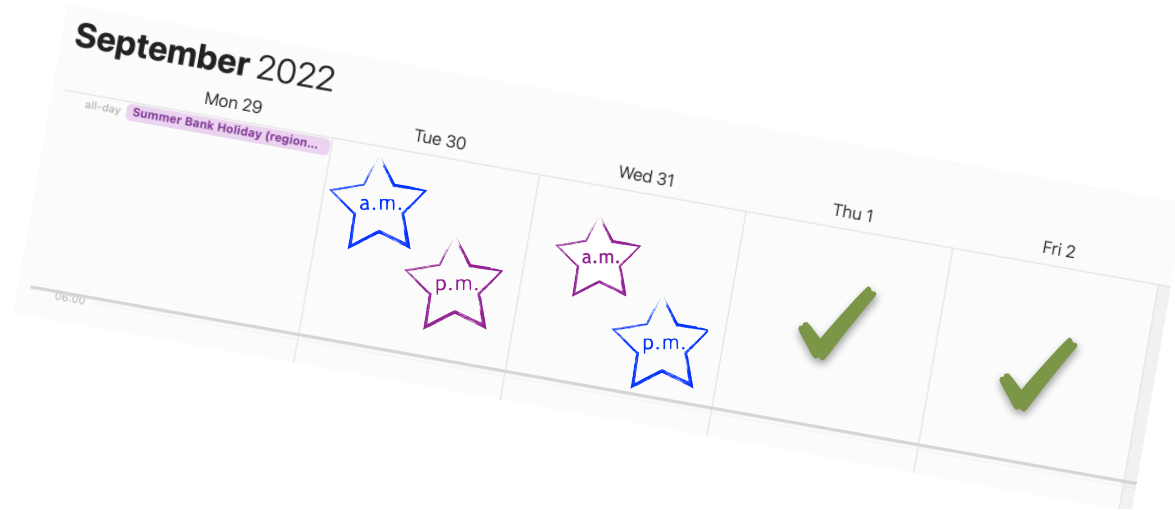 September 2022
Mon 29
Tue 30
Wed 31
Thu 1
Fri 2
all-day
Summer Bank Holiday (region...
a.m.
p.m.
a.m.
p.m.
06:00